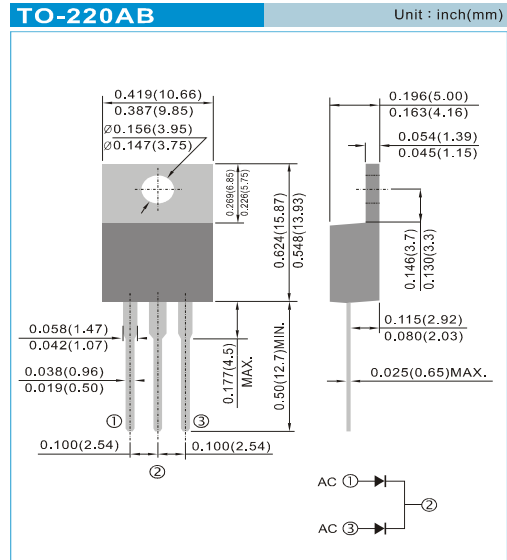 TO-220AB
Unit : inch(mm)
0.419(10.66)
0.387(9.85)
Ø0.156(3.95)
Ø0.147(3.75)
0.269(6.85)
0.226(5.75)
0.624(15.87)
0.548(13.93)
0.196(5.00)
0.163(4.16)
0.054(1.39)
0.045(1.15)
0.146(3.7)
0.130(3.3)
0.058(1.47)
0.042(1.07)
0.038(0.96)
0.019(0.50)
0.177(4.5)
MAX.
0.50(12.7)MIN.
0.115(2.92)
0.080(2.03)
0.025(0.65)MAX.
① ③
0.100(2.54) 0.100(2.54)
②
AC ①
②
AC ③